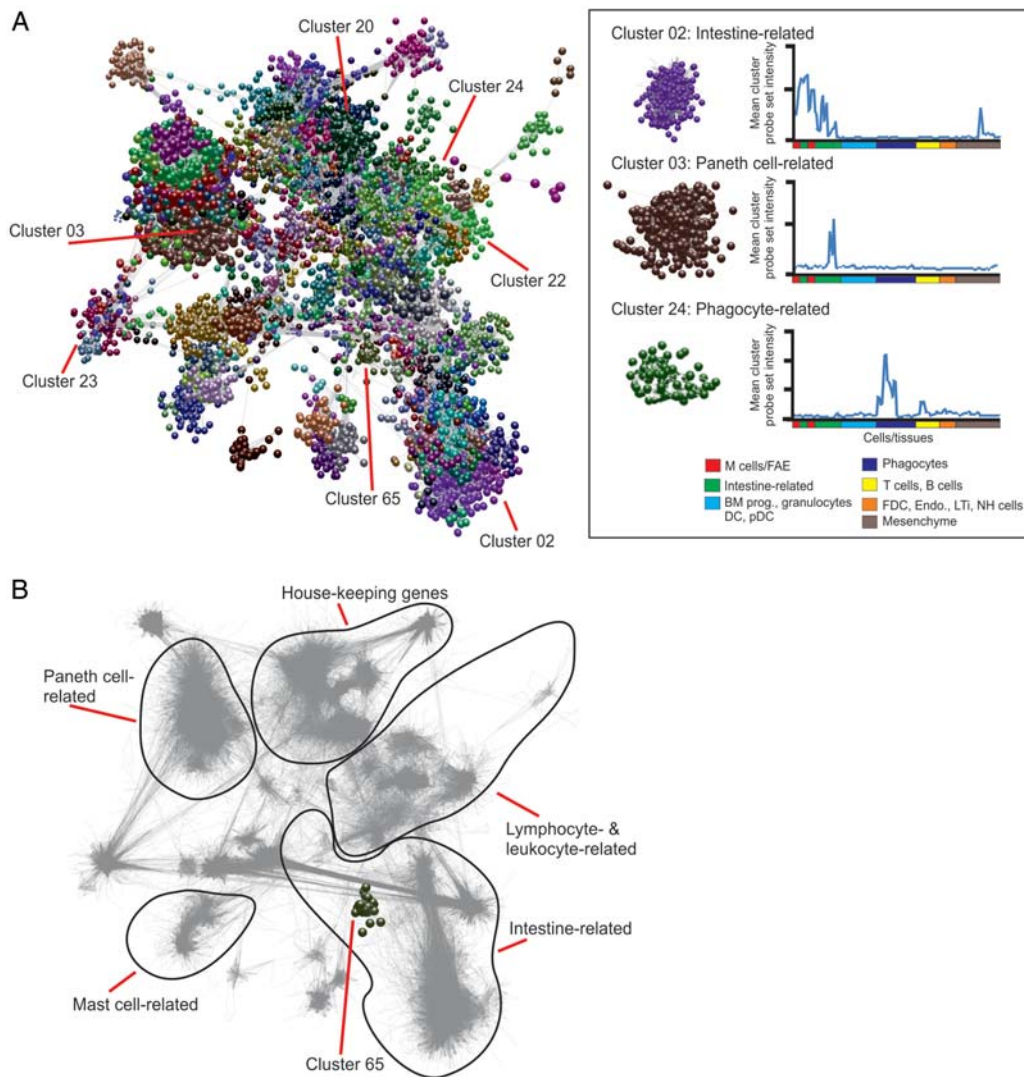 A
Cluster 20
Cluster 24
Cluster 03
Cluster 22
Cluster 23
Cluster 65
Cluster 02
Cluster 02: Intestine-related
Mean cluster
probe set intensity
Cluster 03: Paneth cell-related
Mean cluster
probe set intensity
Cluster 24: Phagocyte-related
Mean cluster
probe set intensity
Cells/tissues
M cells/FAE
Intestine-related
BM prog., granulocytes
DC, pDC
Phagocytes
T cells, B cells
FDC, Endo., LTi, NH cells
Mesenchyme
B
House-keeping genes
Paneth cell-
related
Lymphocyte- &
leukocyte-related
Intestine-related
Mast cell-related
Cluster 65